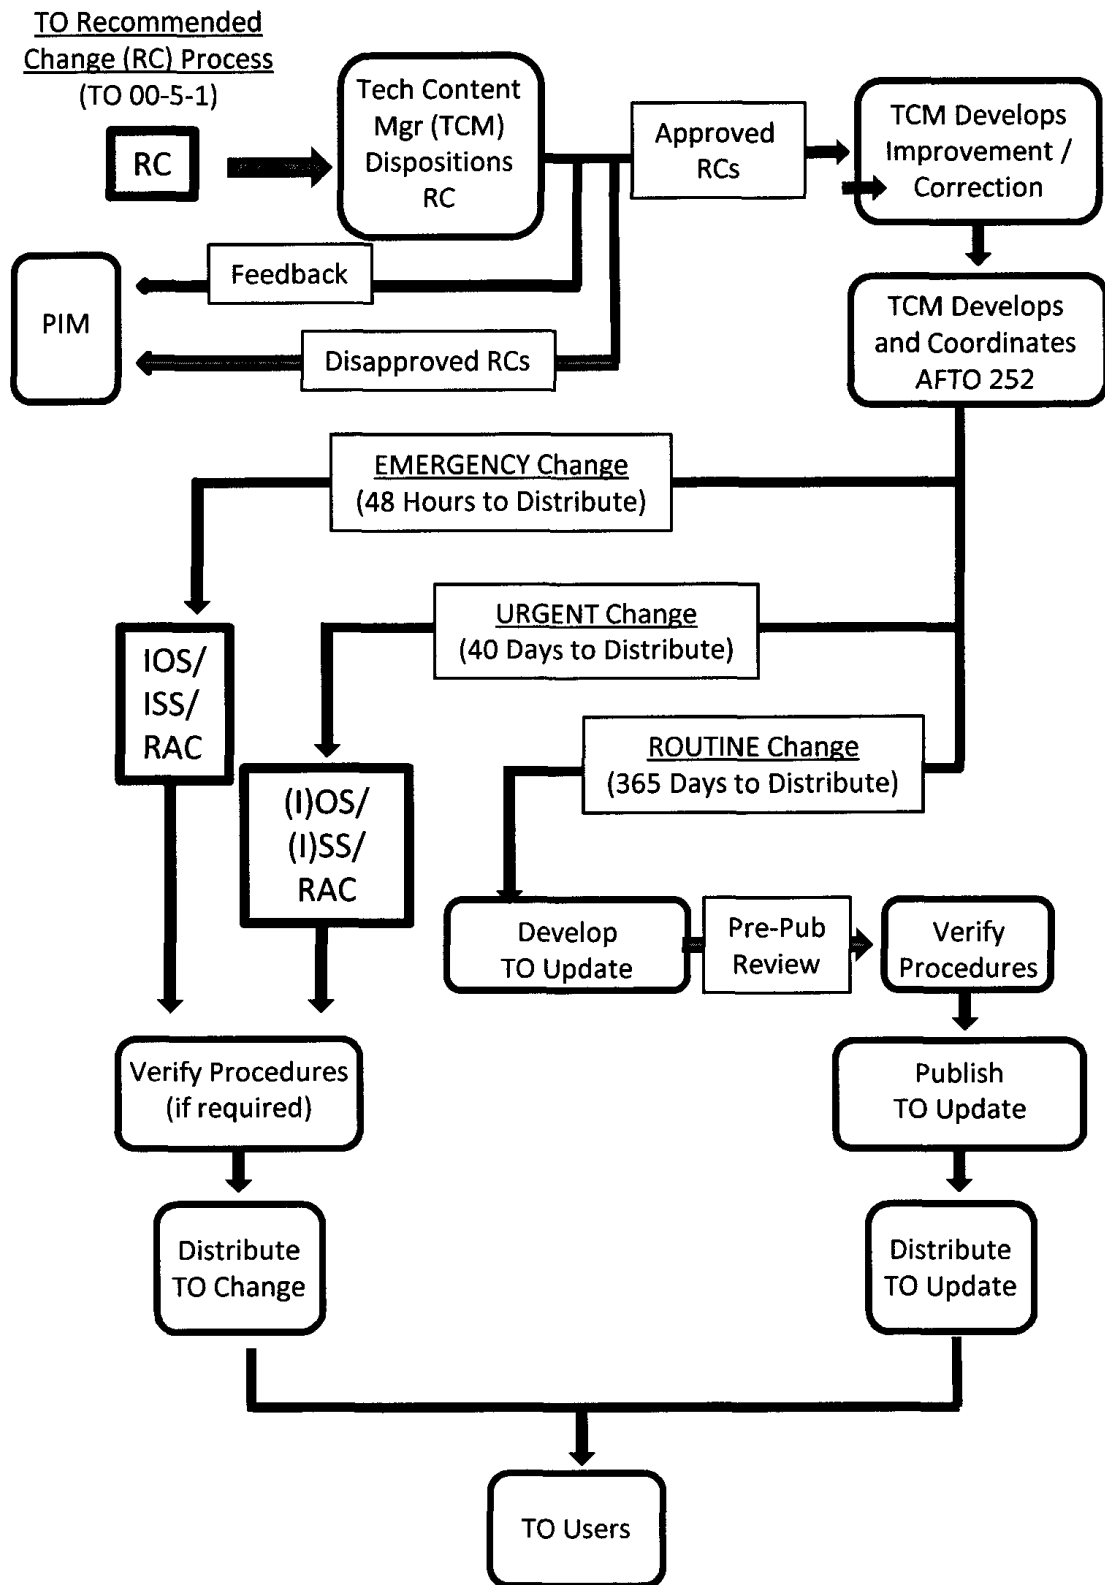 TO Recommended
Change (RC) Process
(TO 00-5-1)
RC
Tech Content
Mgr (TCM)
Dispositions
RC
Approved
RCs
TCM Develops
Improvement /
Correction
Feedback
PIM
Disapproved RCs
TCM Develops
and Coordinates
AFTO 252
EMERGENCY Change
(48 Hours to Distribute)
URGENT Change
(40 Days to Distribute)
IOS/
ISS/
RAC
ROUTINE Change
(365 Days to Distribute)
(I)OS/
(I)SS/
RAC
Develop
TO Update
Pre-Pub
Review
Verify
Procedures
Verify Procedures
(if required)
Publish
TO Update
Distribute
TO Change
Distribute
TO Update
TO Users